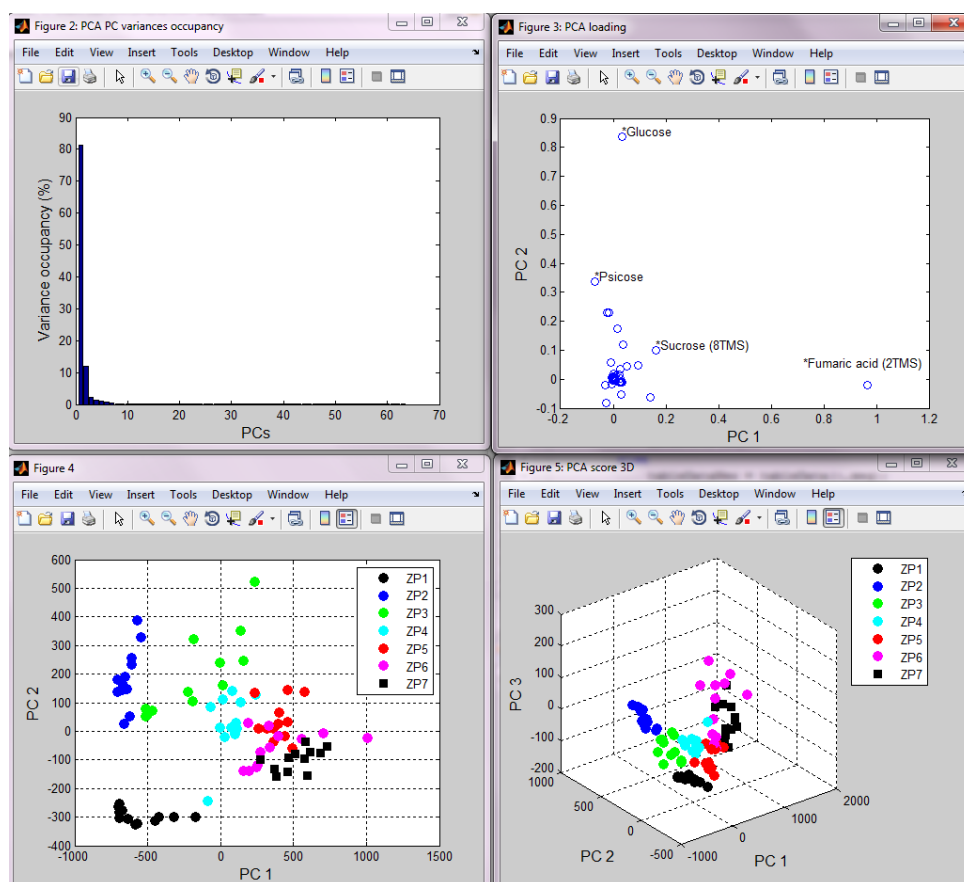 Figure 2: PCA PC variances occupancy
File Edit View Insert Tools Desktop Window Help
90
80
70
60
50
40
30
20
10
0
Variance occupancy (%)
0 10 20 30 40 50 60 70
PCs
Figure 3: PCA loading
File Edit View Insert Tools Desktop Window Help
0.9
0.8
0.7
0.6
0.5
0.4
0.3
0.2
0.1
0
-0.1
PC 2
*Glucose
*Psicose
*Sucrose (8TMS)
*Fumaric acid (2TMS)
-0.2 0 0.2 0.4 0.6 0.8 1 1.2
PC 1
Figure 4
File Edit View Insert Tools Desktop Window Help
600
500
400
300
200
100
0
-100
-200
-300
-400
PC 2
ZP1
ZP2
ZP3
ZP4
ZP5
ZP6
ZP7
-1000 -500 0 500 1000 1500
PC 1
Figure 5: PCA score 3D
File Edit View Insert Tools Desktop Window Help
300
200
100
0
-100
-200
PC 3
ZP1
ZP2
ZP3
ZP4
ZP5
ZP6
ZP7
1000
500
0
-500
PC 2
-1000
0
1000
2000
PC 1